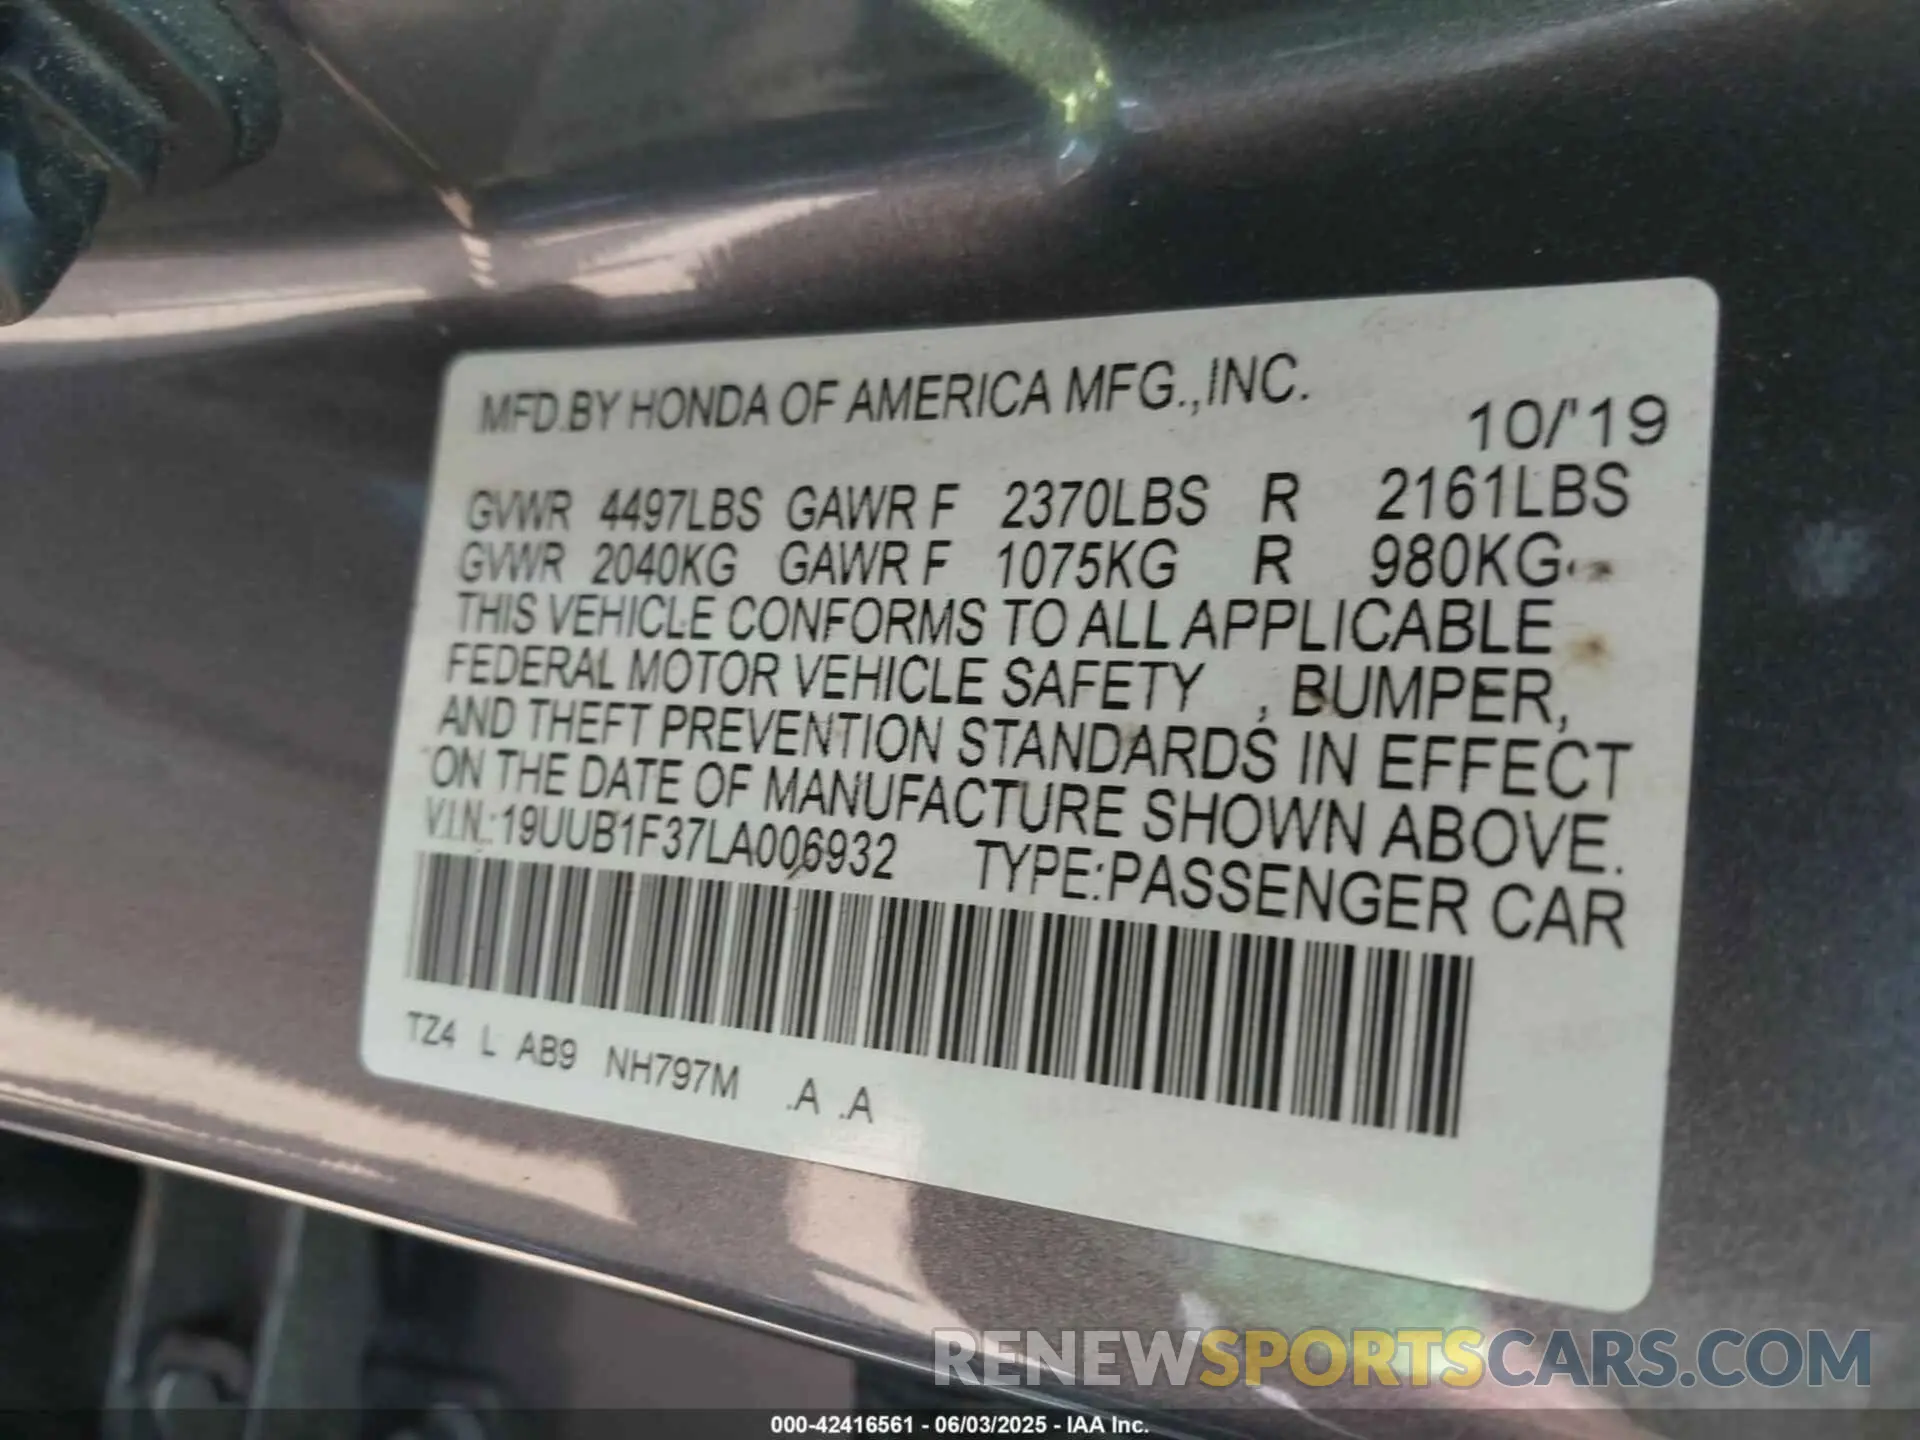 MFD.BY HONDA OF AMERICA MFG.,INC.
10/'19
GVWR 4497LBS GAWR F 2370LBS R 2161LBS
GVWR 2040KG GAWR F 1075KG R 980KG
THIS VEHICLE CONFORMS TO ALL APPLICABLE
FEDERAL MOTOR VEHICLE SAFETY , BUMPER,
AND THEFT PREVENTION STANDARDS IN EFFECT
ON THE DATE OF MANUFACTURE SHOWN ABOVE.
V.I.N.:19UUB1F37LA006932 TYPE:PASSENGER CAR
TZ4 L AB9 NH797M .A .A
RENEWSPORTSCARS.COM
000-42416561 - 06/03/2025 - IAA Inc.